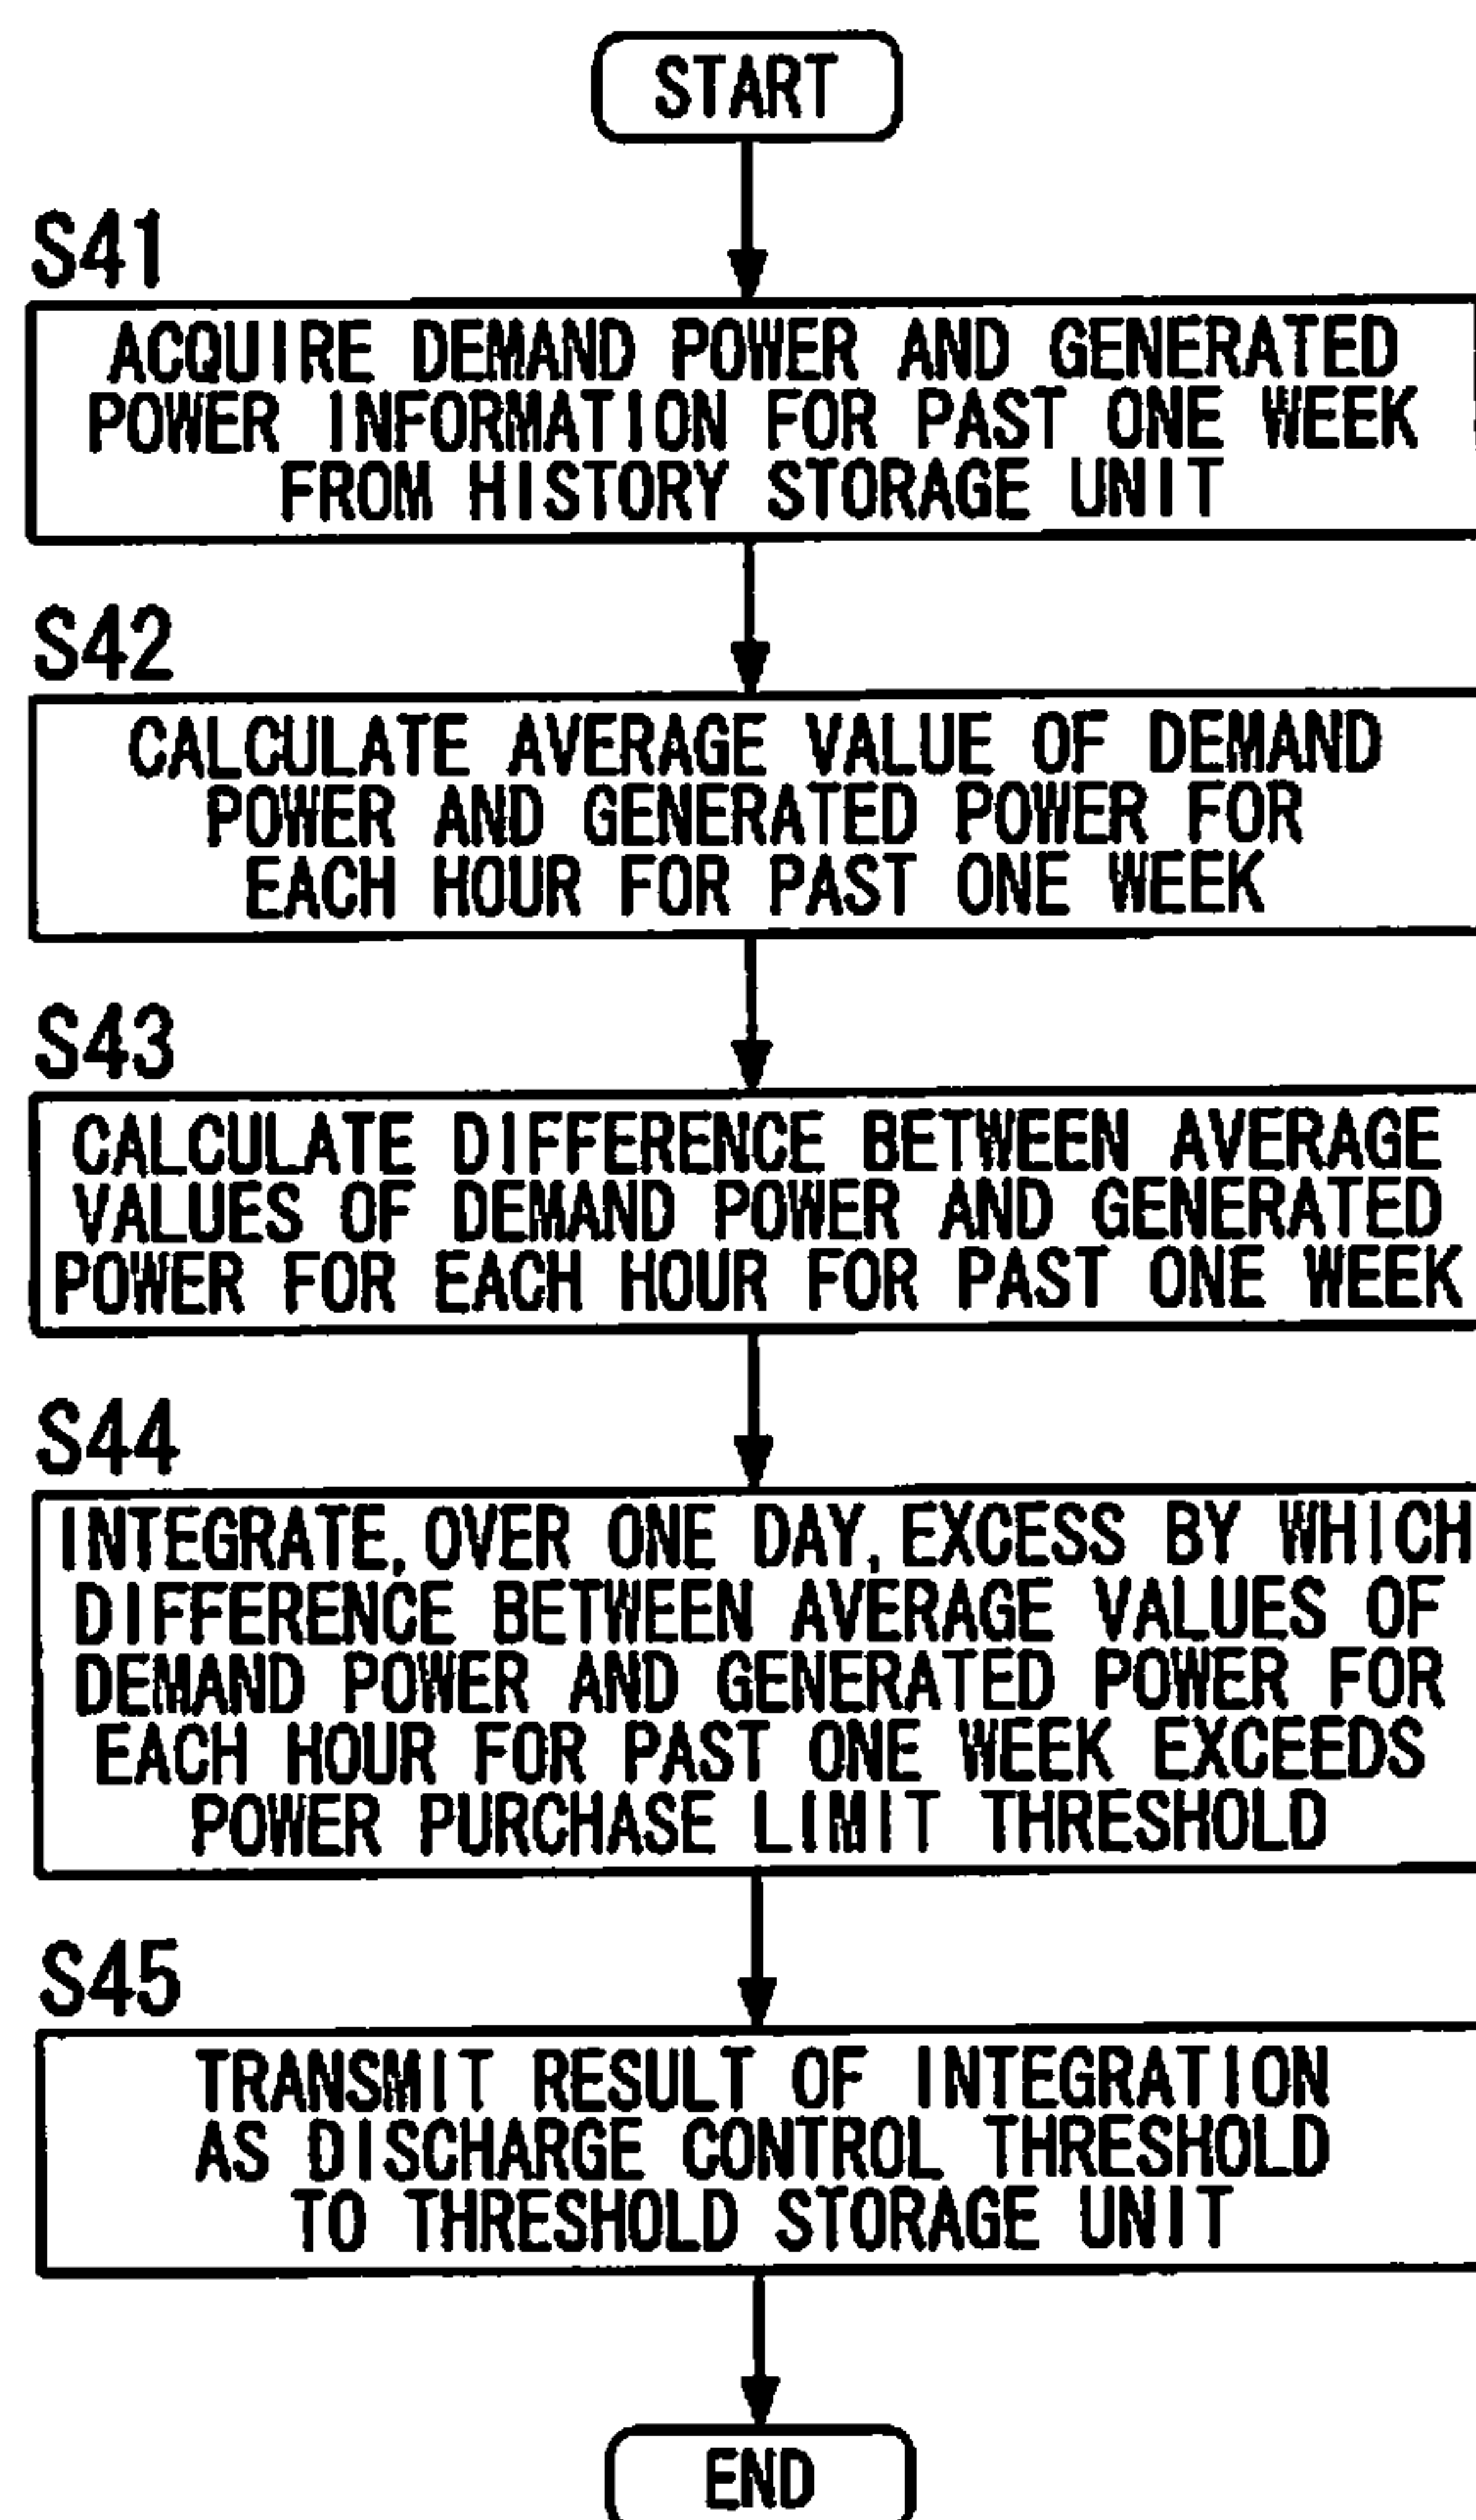 START
S41
ACQUIRE DEMAND POWER AND GENERATED
POWER INFORMATION FOR PAST ONE WEEK
FROM HISTORY STORAGE UNIT
S42
CALCULATE AVERAGE VALUE OF DEMAND
POWER AND GENERATED POWER FOR
EACH HOUR FOR PAST ONE WEEK
S43
CALCULATE DIFFERENCE BETWEEN AVERAGE
VALUES OF DEMAND POWER AND GENERATED
POWER FOR EACH HOUR FOR PAST ONE WEEK
S44
INTEGRATE, OVER ONE DAY, EXCESS BY WHICH
DIFFERENCE BETWEEN AVERAGE VALUES OF
DEMAND POWER AND GENERATED POWER FOR
EACH HOUR FOR PAST ONE WEEK EXCEEDS
POWER PURCHASE LIMIT THRESHOLD
S45
TRANSMIT RESULT OF INTEGRATION
AS DISCHARGE CONTROL THRESHOLD
TO THRESHOLD STORAGE UNIT
END